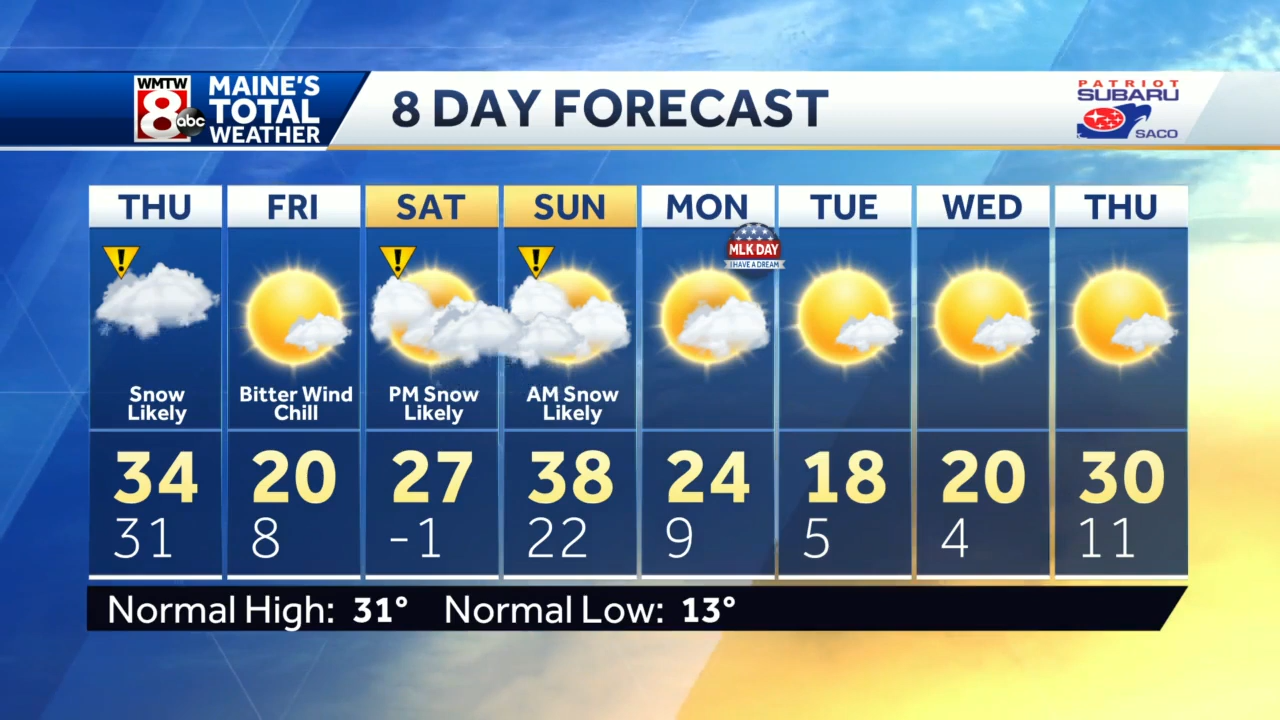 WMTW
8
abc
MAINE'S
TOTAL
WEATHER
8 DAY FORECAST
PATRIOT
SUBARU
SACO
THU FRI SAT SUN MON TUE WED THU
! ! !
MLK DAY
I HAVE A DREAM
Snow
Likely
Bitter Wind
Chill
PM Snow
Likely
AM Snow
Likely
34 20 27 38 24 18 20 30
31 8 -1 22 9 5 4 11
Normal High: 31° Normal Low: 13°